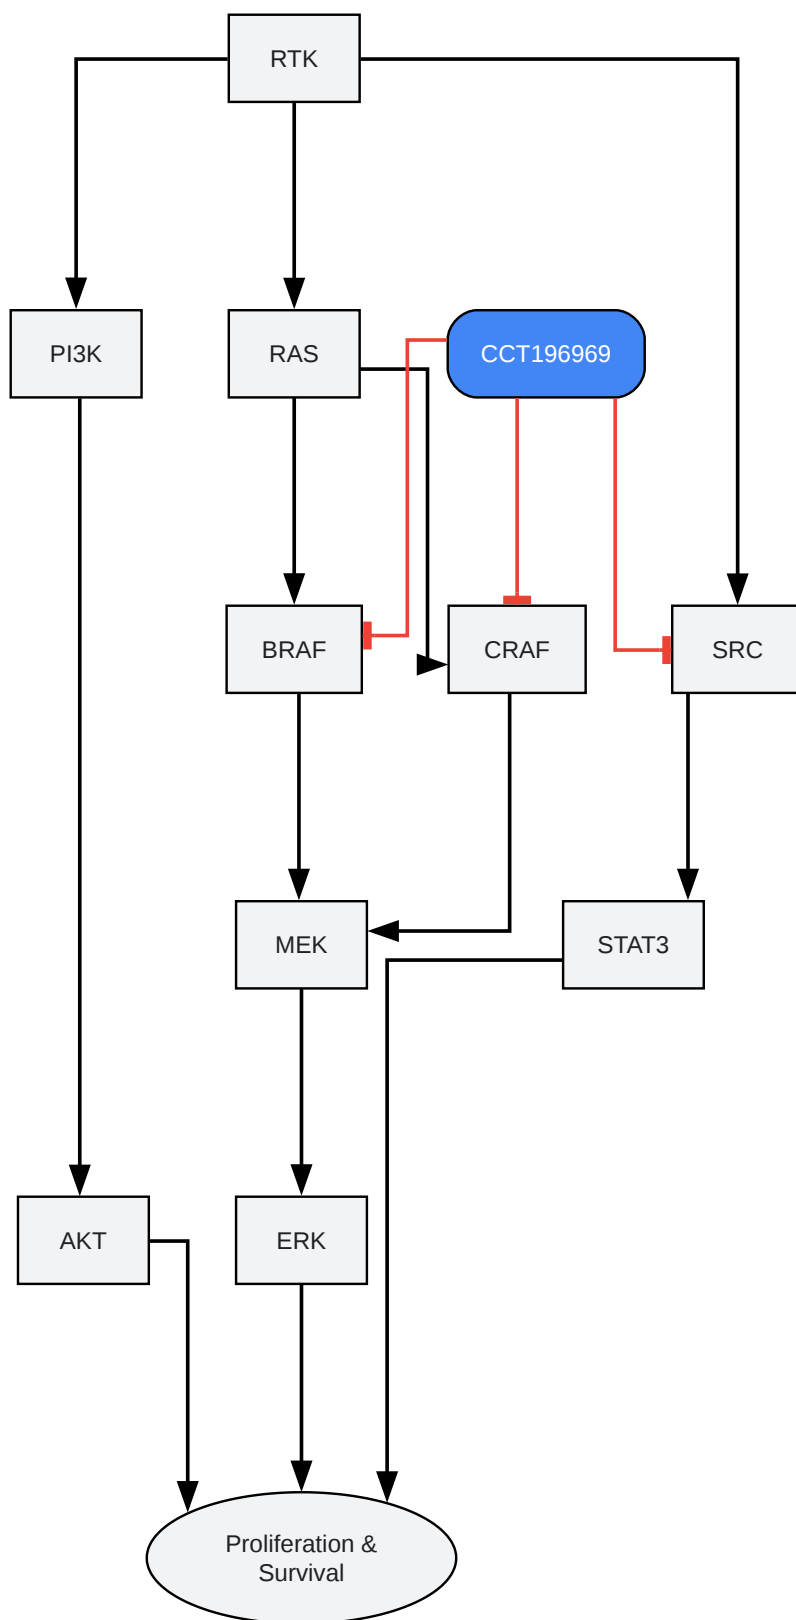 RTK
PI3K
RAS
CCT196969
BRAF
CRAF
SRC
MEK
STAT3
AKT
ERK
Proliferation &
Survival